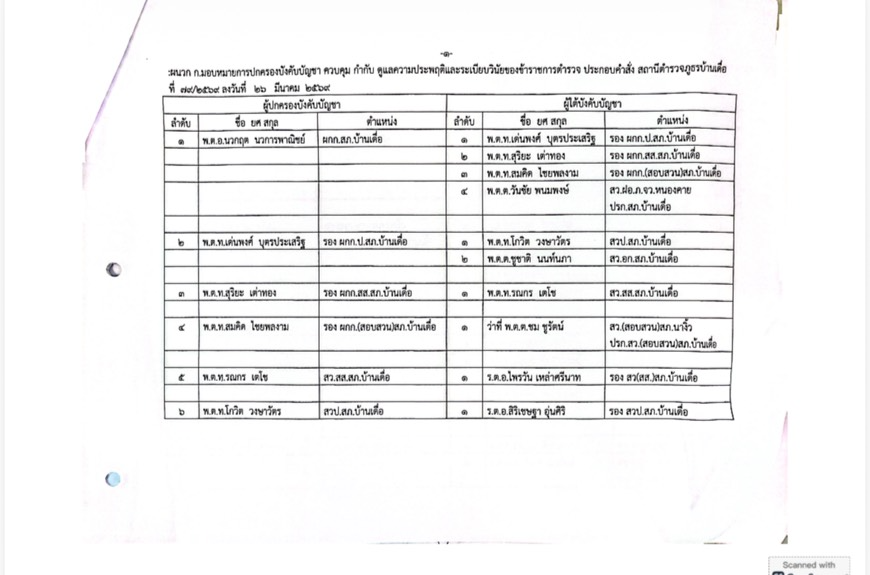 -๑-
:ผนวก ก.มอบหมายการปกครองบังคับบัญชา ควบคุม กำกับ ดูแลความประพฤติและระเบียบวินัยของข้าราชการตำรวจ ประกอบคำสั่ง สถานีตำรวจภูธรบ้านเดื่อ
ที่ ๗๙/๒๕๖๙ ลงวันที่ ๒๖ มีนาคม ๒๕๖๙
ผู้ปกครองบังคับบัญชา ผู้ใต้บังคับบัญชา
ลำดับ ชื่อ ยศ สกุล ตำแหน่ง ลำดับ ชื่อ ยศ สกุล ตำแหน่ง
๑ พ.ต.อ.นวกฤต นวการพาณิชย์ ผกก.สภ.บ้านเดื่อ ๑ พ.ต.ท.เด่นพงศ์ บุตรประเสริฐ รอง ผกก.ป.สภ.บ้านเดื่อ
๒ พ.ต.ท.สุริยะ เต่าทอง รอง ผกก.สส.สภ.บ้านเดื่อ
๓ พ.ต.ท.สมคิด ไชยพลงาม รอง ผกก.(สอบสวน)สภ.บ้านเดื่อ
๔ พ.ต.ต.วันชัย พนมพงษ์ สว.ฝอ.ภ.จว.หนองคาย
ปรก.สภ.บ้านเดื่อ
๒ พ.ต.ท.เด่นพงศ์ บุตรประเสริฐ รอง ผกก.ป.สภ.บ้านเดื่อ ๑ พ.ต.ท.โกวิต วงษาวัตร สวป.สภ.บ้านเดื่อ
๒ พ.ต.ต.ชูชาติ นนท์นภา สว.อก.สภ.บ้านเดื่อ
๓ พ.ต.ท.สุริยะ เต่าทอง รอง ผกก.สส.สภ.บ้านเดื่อ ๑ พ.ต.ท.รณกร เดโช สว.สส.สภ.บ้านเดื่อ
๔ พ.ต.ท.สมคิด ไชยพลงาม รอง ผกก.(สอบสวน)สภ.บ้านเดื่อ ๑ ว่าที่ พ.ต.ต.ชม ชูรัตน์ สว.(สอบสวน)สภ.นางิ้ว
ปรก.สว.(สอบสวน)สภ.บ้านเดื่อ
๕ พ.ต.ท.รณกร เดโช สว.สส.สภ.บ้านเดื่อ ๑ ร.ต.อ.ไพรวัน เหล่าศรีนาท รอง สว(สส.)สภ.บ้านเดื่อ
๖ พ.ต.ท.โกวิต วงษาวัตร สวป.สภ.บ้านเดื่อ ๑ ร.ต.อ.สิริเชษฐา อุ่นศิริ รอง สวป.สภ.บ้านเดื่อ
Scanned with